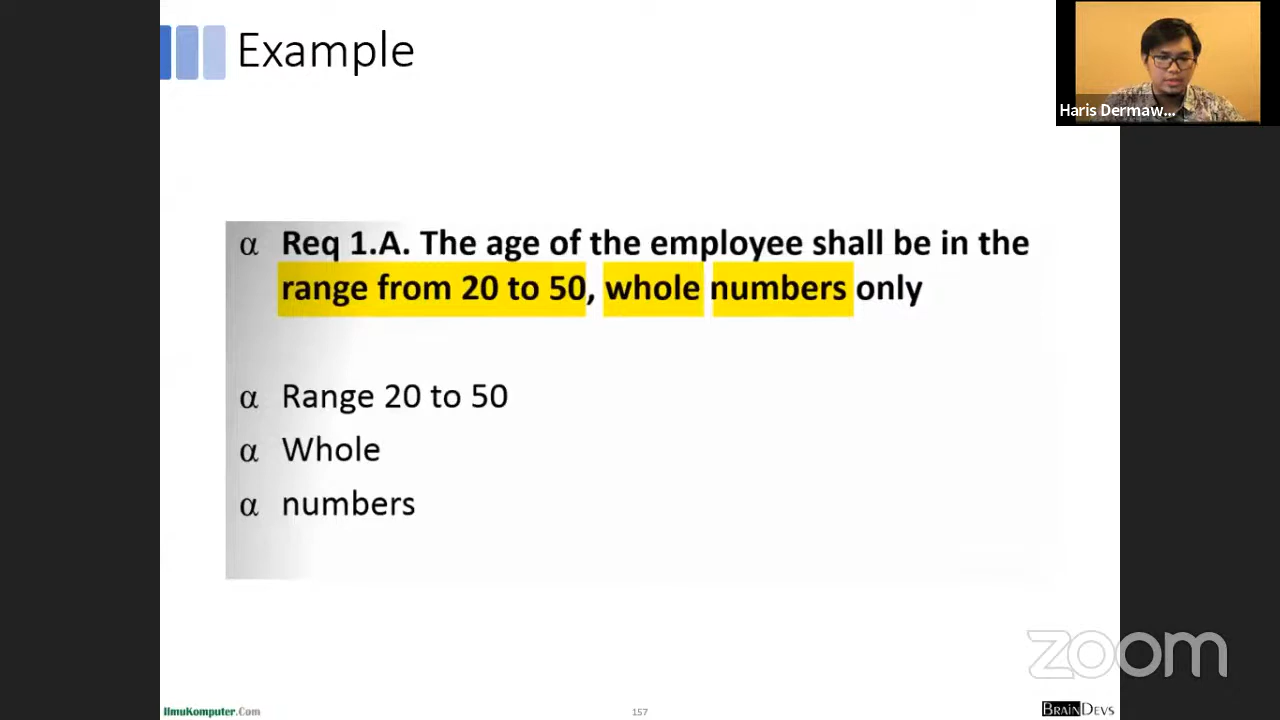 Example
Haris Dermaw...
α Req 1.A. The age of the employee shall be in the
range from 20 to 50, whole numbers only
α Range 20 to 50
α Whole
α numbers
zoom
IlmuKomputer.Com
157
BRAINDEVS